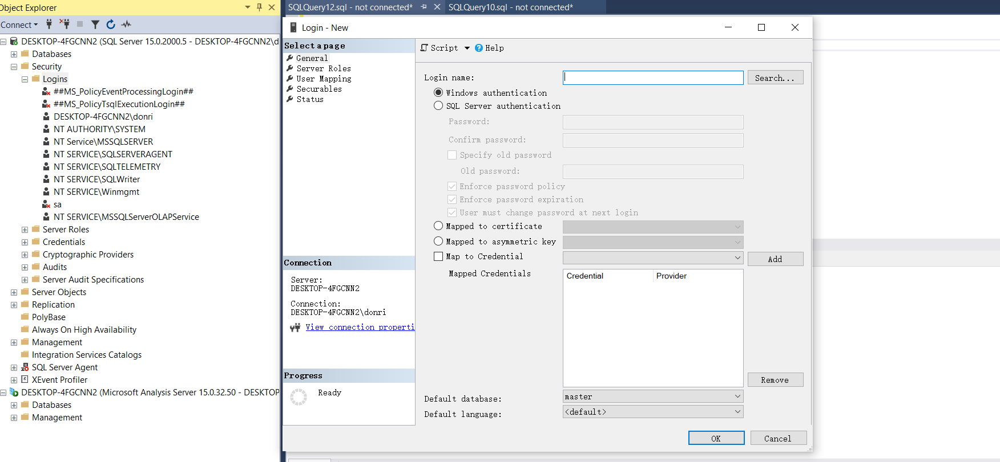 Object Explorer
Connect
DESKTOP-4FGCNN2 (SQL Server 15.0.2000.5 - DESKTOP-4FGCNN2\d
Databases
Security
Logins
##MS_PolicyEventProcessingLogin##
##MS_PolicyTsqlExecutionLogin##
DESKTOP-4FGCNN2\donri
NT AUTHORITY\SYSTEM
NT Service\MSSQLSERVER
NT SERVICE\SQLSERVERAGENT
NT SERVICE\SQLTELEMETRY
NT SERVICE\SQLWriter
NT SERVICE\Winmgmt
sa
NT SERVICE\MSSQLServerOLAPService
Server Roles
Credentials
Cryptographic Providers
Audits
Server Audit Specifications
Server Objects
Replication
PolyBase
Always On High Availability
Management
Integration Services Catalogs
SQL Server Agent
XEvent Profiler
DESKTOP-4FGCNN2 (Microsoft Analysis Server 15.0.32.50 - DESKTOP
Databases
Management
SQLQuery12.sql - not connected*
SQLQuery10.sql - not connected*
Login - New
Select a page
General
Server Roles
User Mapping
Securables
Status
Connection
Server:
DESKTOP-4FGCNN2
Connection:
DESKTOP-4FGCNN2\donri
View connection properti
Progress
Ready
Script
Help
Login name:
Search...
Windows authentication
SQL Server authentication
Password:
Confirm password:
Specify old password
Old password:
Enforce password policy
Enforce password expiration
User must change password at next login
Mapped to certificate
Mapped to asymmetric key
Map to Credential
Add
Mapped Credentials
Credential Provider
Remove
Default database: master
Default language: <default>
OK
Cancel